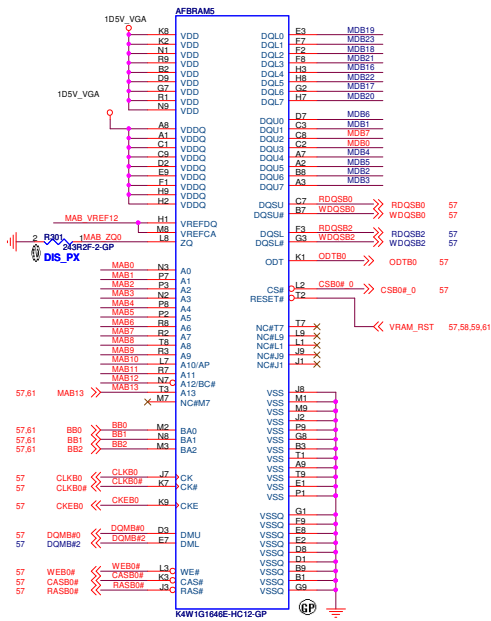 AFBRAM5
1D5V_VGA
K8 VDD DQL0 E3 MDB19
K2 VDD DQL1 F7 MDB23
N1 VDD DQL2 F2 MDB18
R9 VDD DQL3 F8 MDB21
B2 VDD DQL4 H3 MDB16
D9 VDD DQL5 H8 MDB22
G7 VDD DQL6 G2 MDB17
R1 VDD DQL7 H7 MDB20
N9 VDD
1D5V_VGA
DQU0 D7 MDB6
A8 VDDQ DQU1 C3 MDB1
A1 VDDQ DQU2 C8 MDB7
C1 VDDQ DQU3 C2 MDB0
C9 VDDQ DQU4 A7 MDB4
D2 VDDQ DQU5 A2 MDB5
E9 VDDQ DQU6 B8 MDB2
F1 VDDQ DQU7 A3 MDB3
H9 VDDQ
H2 VDDQ DQSU C7 RDQSB0 RDQSB0 57
DQSU# B7 WDQSB0 WDQSB0 57
MAB_VREF12 H1 VREFDQ
M8 VREFCA DQSL F3 RDQSB2 RDQSB2 57
2 R301 1 MAB_ZQ0 L8 ZQ DQSL# G3 WDQSB2 WDQSB2 57
243R2F-2-GP
DIS_PX
ODT K1 ODTB0 ODTB0 57
MAB0 N3 A0
MAB1 P7 A1
MAB2 P3 A2 CS# L2 CSB0#_0 CSB0#_0 57
MAB3 N2 A3 RESET# T2
MAB4 P8 A4
MAB5 P2 A5
MAB6 R8 A6 NC#T7 T7 VRAM_RST 57,58,59,61
MAB7 R2 A7 NC#L9 L9
MAB8 T8 A8 NC#L1 L1
MAB9 R3 A9 NC#J9 J9
MAB10 L7 A10/AP NC#J1 J1
MAB11 R7 A11
MAB12 N7 A12/BC#
57,61 MAB13 MAB13 T3 A13 VSS J8
M7 NC#M7 VSS M1
VSS M9
VSS J2
57,61 BB0 BB0 M2 BA0 VSS P9
57,61 BB1 BB1 N8 BA1 VSS G8
57,61 BB2 BB2 M3 BA2 VSS B3
VSS T1
VSS A9
57 CLKB0 CLKB0 J7 CK VSS T9
57 CLKB0# CLKB0# K7 CK# VSS E1
VSS P1
57 CKEB0 CKEB0 K9 CKE
VSSQ G1
VSSQ F9
57 DQMB#0 DQMB#0 D3 DMU VSSQ E8
57 DQMB#2 DQMB#2 E7 DML VSSQ E2
VSSQ D8
VSSQ D1
57 WEB0# WEB0# L3 WE# VSSQ B9
57 CASB0# CASB0# K3 CAS# VSSQ B1
57 RASB0# RASB0# J3 RAS# VSSQ G9
K4W1G1646E-HC12-GP
GP